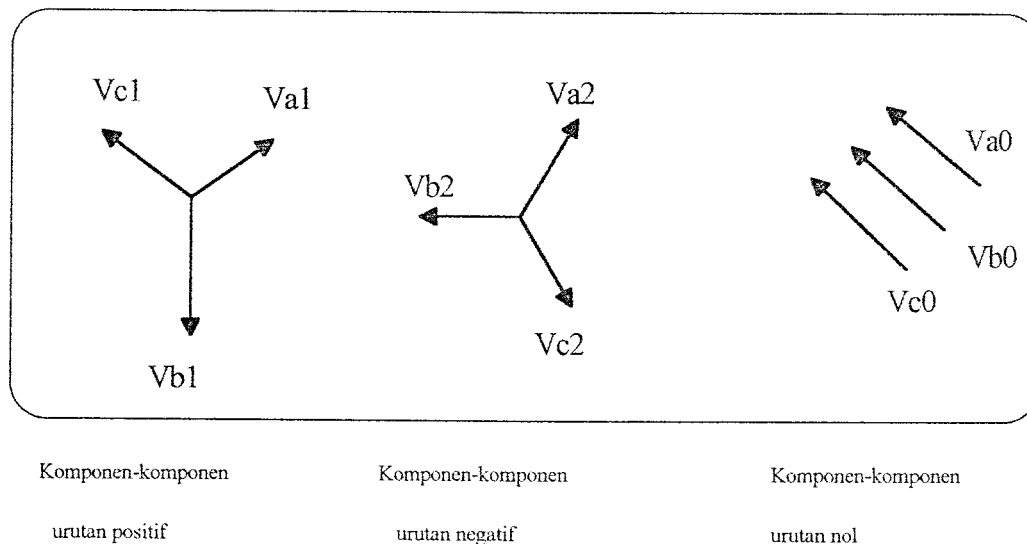 Vc1
Va1
Vb1
Va2
Vb2
Vc2
Va0
Vb0
Vc0
Komponen-komponen
urutan positif
Komponen-komponen
urutan negatif
Komponen-komponen
urutan nol